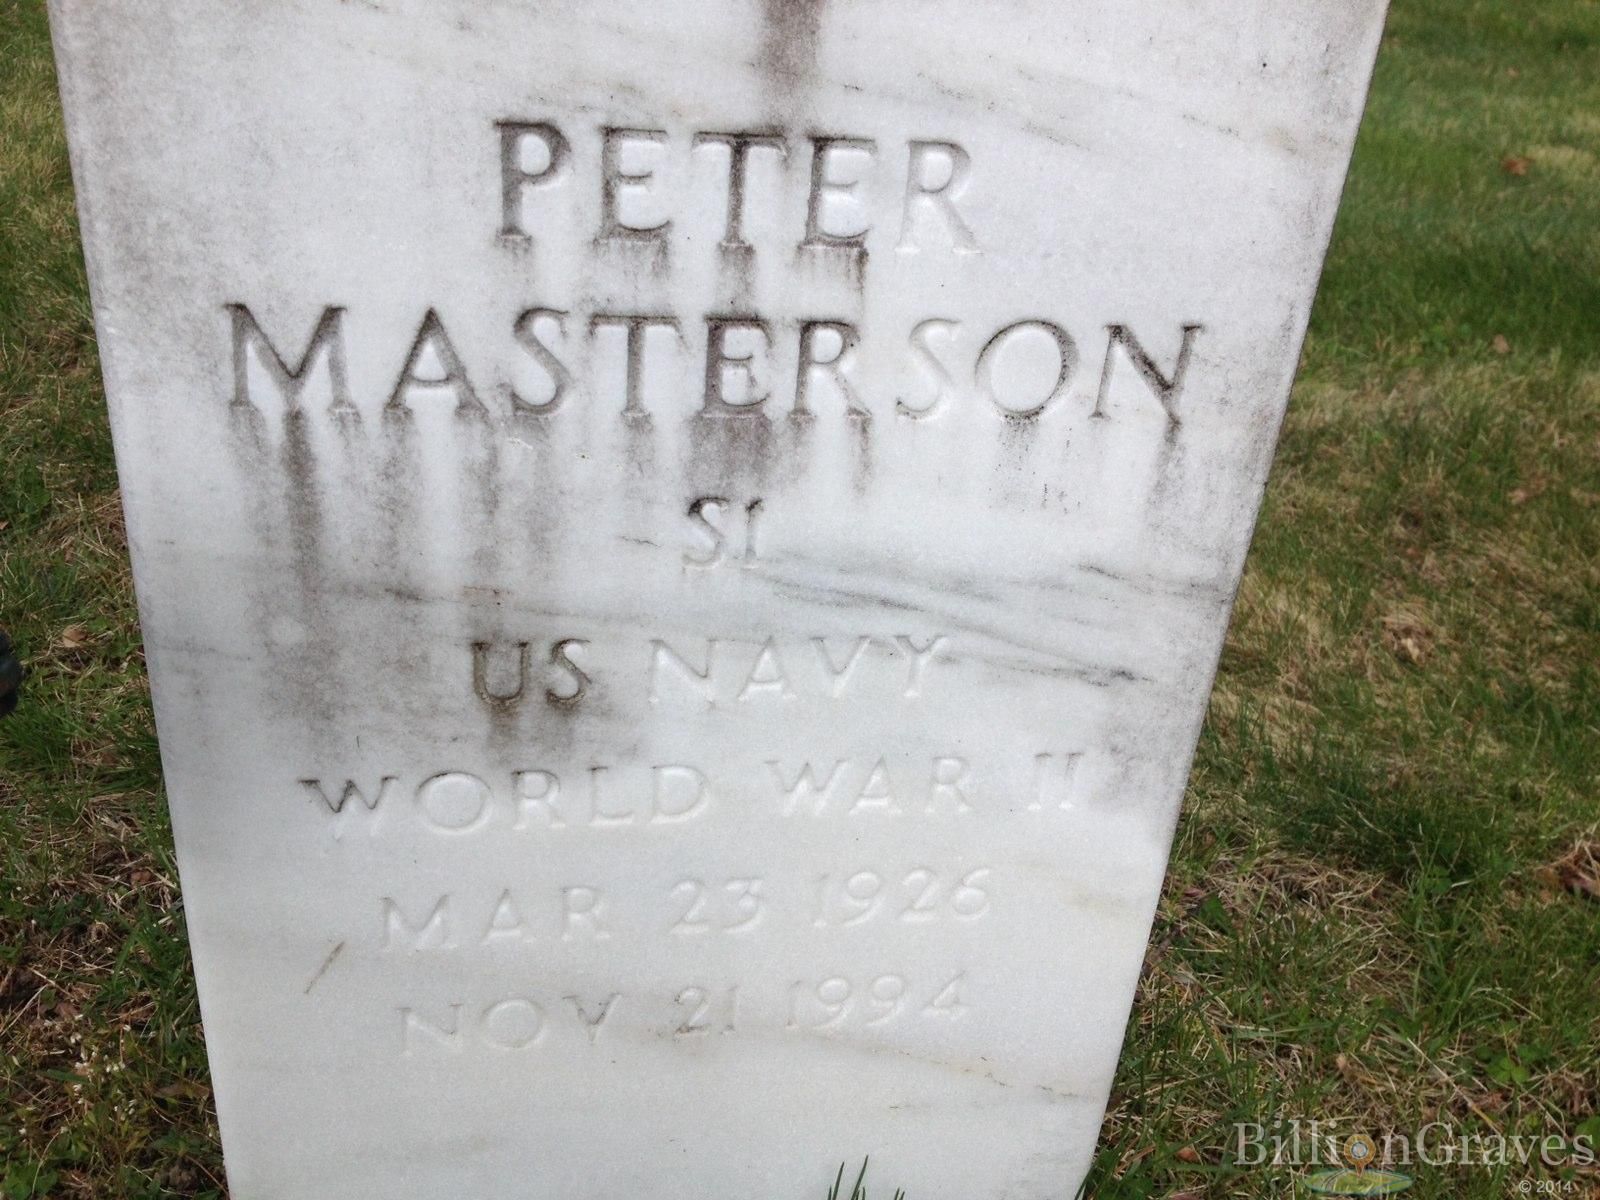 PETER
MASTERSON
S1
US NAVY
WORLD WAR II
MAR 23 1926
NOV 21 1994
BillionGraves
© 2014